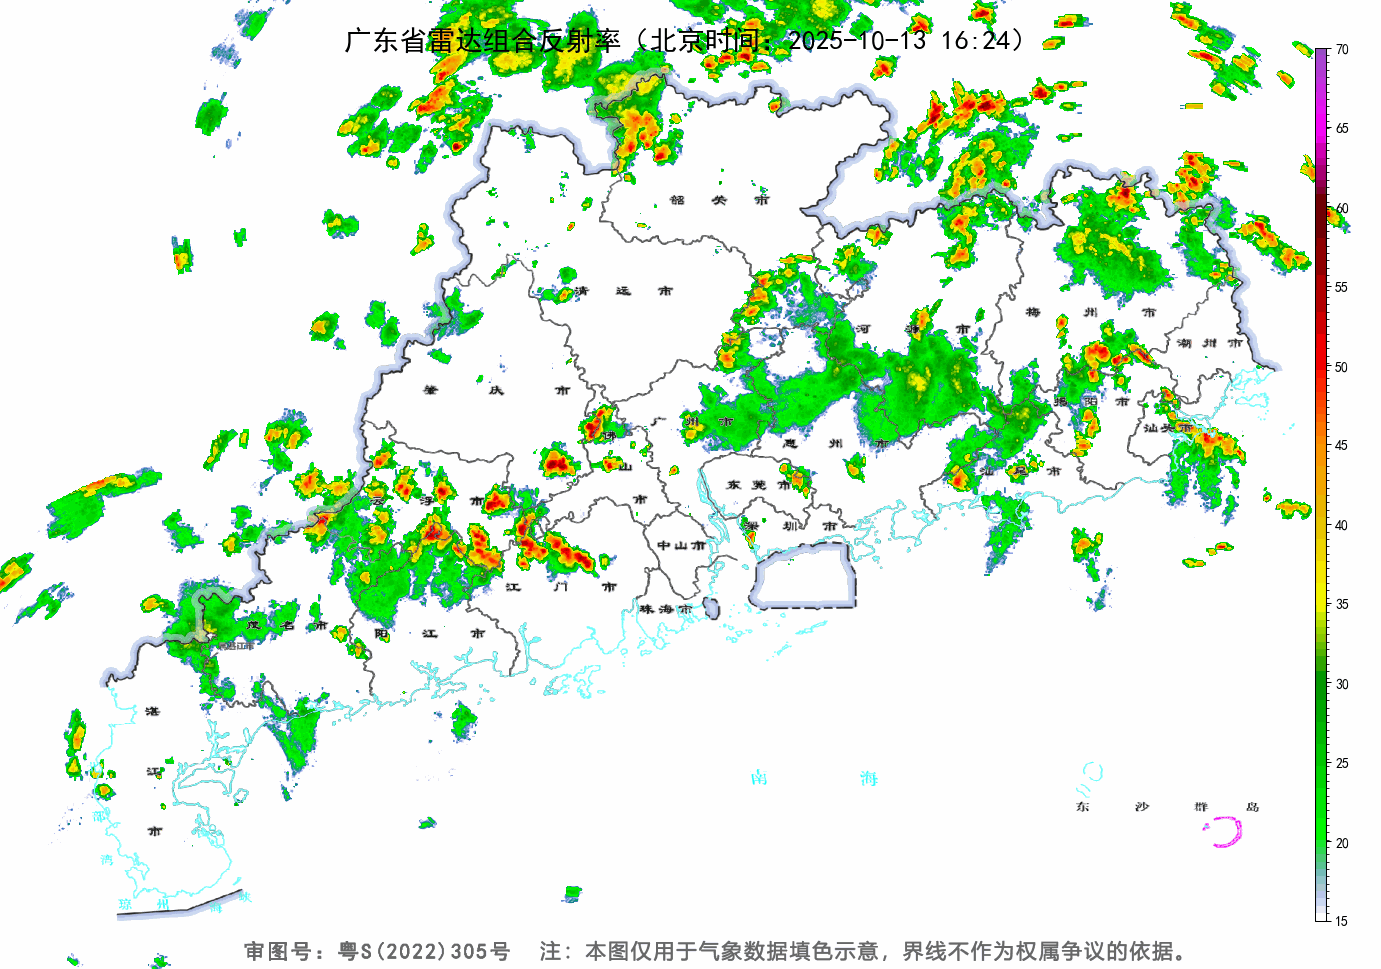 广东省雷达组合反射率（北京时间：2025-10-13 16:24）
70
65
60
55
50
45
40
35
30
25
20
15
韶关市
清远市
河源市
梅州市
潮州市
肇庆市
广州市
揭阳市
汕头市
佛山市
惠州市
东莞市
汕尾市
云浮市
深圳市
中山市
江门市
珠海市
茂名市
阳江市
湛江市
南海
东沙群岛
湾
琼州海峡
审图号：粤S(2022)305号 注：本图仅用于气象数据填色示意，界线不作为权属争议的依据。